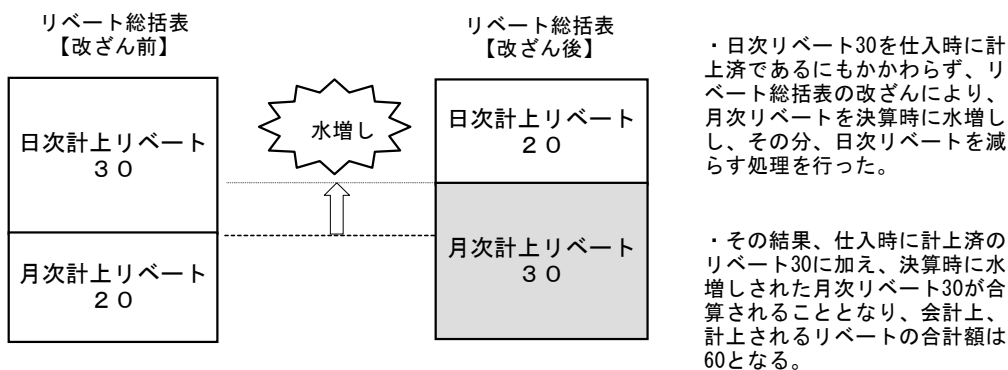 リベート総括表
【改ざん前】
日次計上リベート
３０
月次計上リベート
２０
水増し
リベート総括表
【改ざん後】
日次計上リベート
２０
月次計上リベート
３０
・日次リベート30を仕入時に計
上済であるにもかかわらず、リ
ベート総括表の改ざんにより、
月次リベートを決算時に水増し
し、その分、日次リベートを減
らす処理を行った。
・その結果、仕入時に計上済の
リベート30に加え、決算時に水
増しされた月次リベート30が合
算されることとなり、会計上、
計上されるリベートの合計額は
60となる。